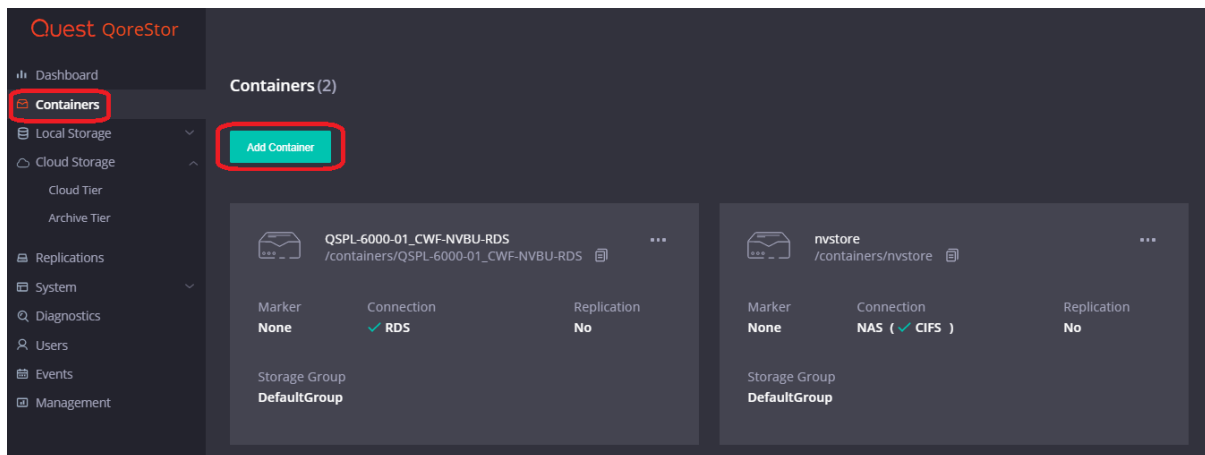 Quest QoreStor
Dashboard
Containers
Local Storage
Cloud Storage
Cloud Tier
Archive Tier
Replications
System
Diagnostics
Users
Events
Management
Containers (2)
Add Container
QSPL-6000-01_CWF-NVBU-RDS
/containers/QSPL-6000-01_CWF-NVBU-RDS
Marker Connection Replication
None RDS No
Storage Group
DefaultGroup
nvstore
/containers/nvstore
Marker Connection Replication
None NAS ( CIFS ) No
Storage Group
DefaultGroup